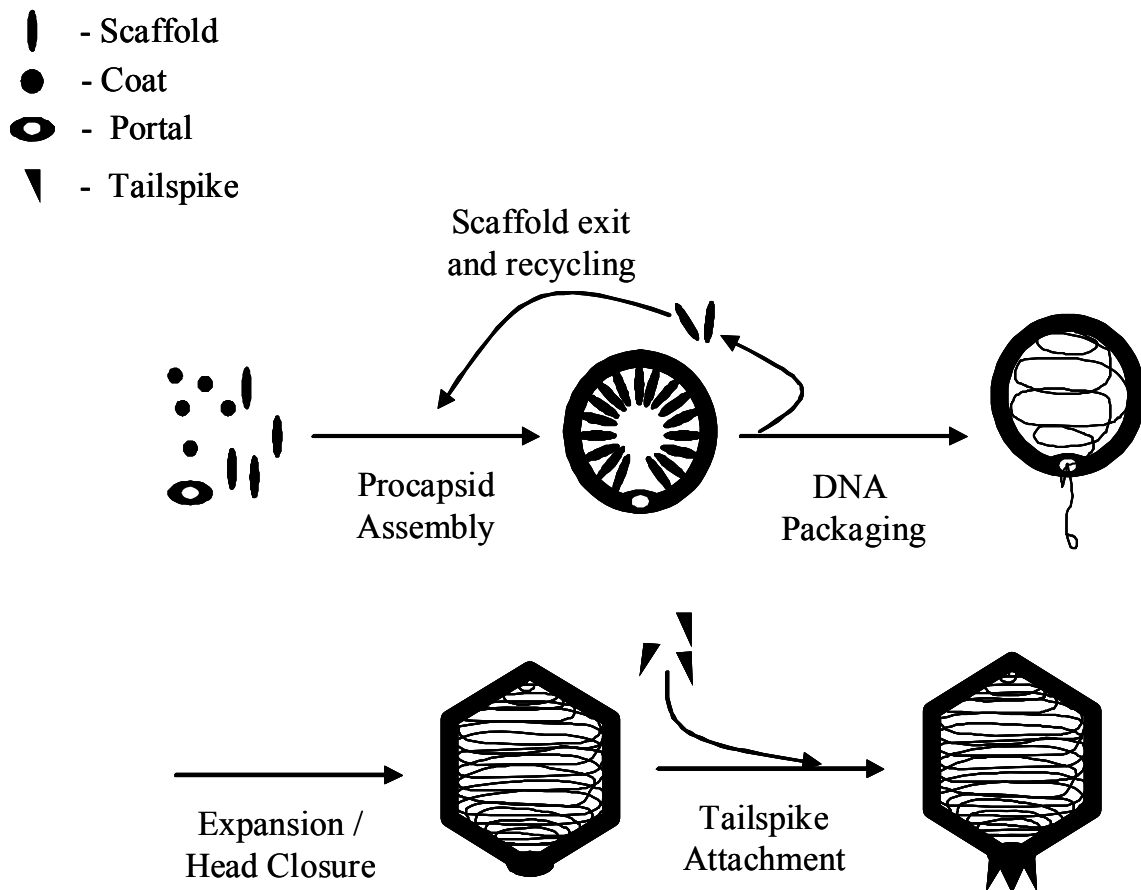 - Scaffold
- Coat
- Portal
- Tailspike
Scaffold exit
and recycling
Procapsid
Assembly
DNA
Packaging
Expansion /
Head Closure
Tailspike
Attachment